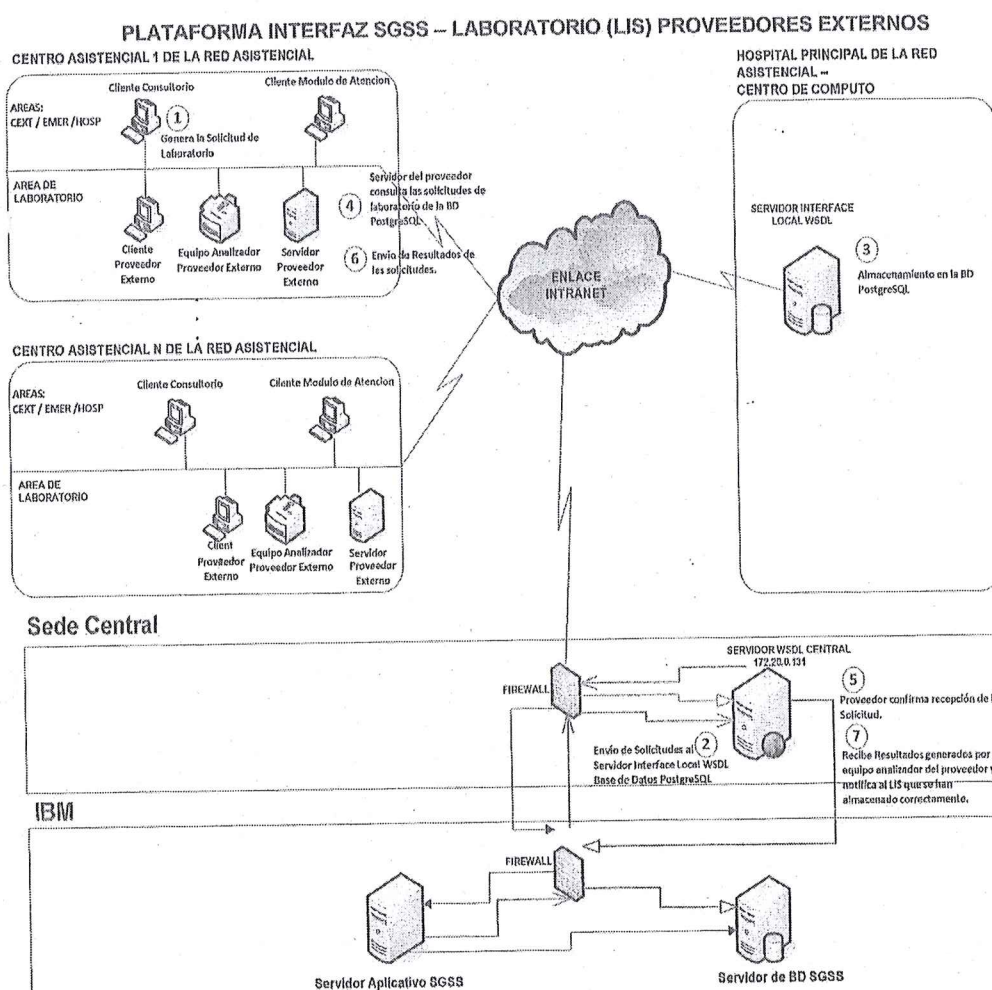 PLATAFORMA INTERFAZ SGSS – LABORATORIO (LIS) PROVEEDORES EXTERNOS
CENTRO ASISTENCIAL 1 DE LA RED ASISTENCIAL
Cliente Consultorio
Cliente Modulo de Atencion
AREAS:
CEXT / EMER /HOSP
1
Genera la Solicitud de
Laboratorio
AREA DE
LABORATORIO
Cliente
Proveedor
Externo
Equipo Analizador
Proveedor Externo
Servidor
Proveedor
Externo
4
Servidor del proveedor
consulta las solicitudes de
laboratorio de la BD
PostgreSQL
6
Envio de Resultados de
les solicitudes.
ENLACE
INTRANET
HOSPITAL PRINCIPAL DE LA RED
ASISTENCIAL –
CENTRO DE COMPUTO
SERVIDOR INTERFACE
LOCAL WSDL
3
Almacenamiento en la BD
PostgreSQL
CENTRO ASISTENCIAL N DE LA RED ASISTENCIAL
AREAS:
CEXT / EMER /HOSP
Cliente Consultorio
Cliente Modulo de Atencion
AREA DE
LABORATORIO
Client
Proveedor
Externo
Equipo Analizador
Proveedor Externo
Servidor
Proveedor
Externo
Sede Central
FIREWALL
SERVIDOR WSDL CENTRAL
172.20.0.131
Envio de Solicitudes al
2
Servidor Interface Local WSDL
Base de Datos PostgreSQL
5
Proveedor confirma recepción de l
Solicitud.
7
Recibe Resultados generados por
equipo analizador del proveedor y
notifica al LIS que se han
almacenado correctamente.
IBM
FIREWALL
Servidor Aplicativo SGSS
Servidor de BD SGSS